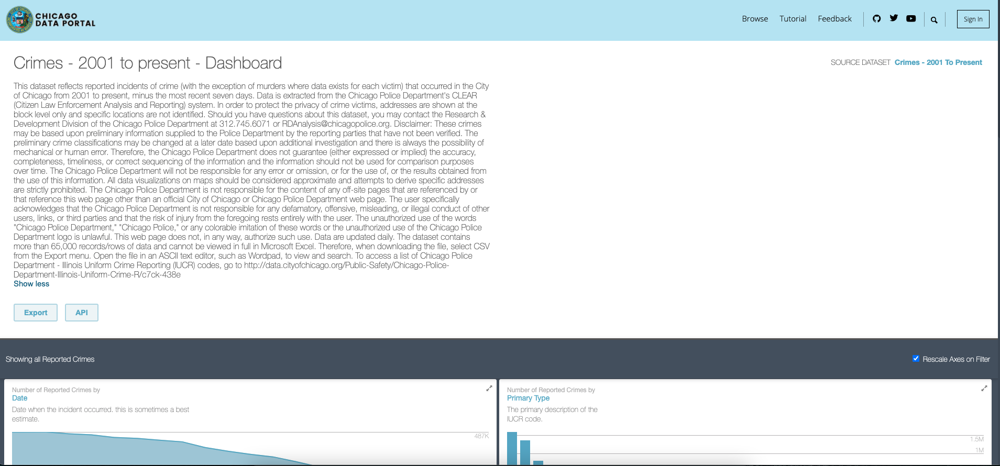 CHICAGO
DATA PORTAL
Browse Tutorial Feedback Sign In
Crimes - 2001 to present - Dashboard
SOURCE DATASET Crimes - 2001 To Present
This dataset reflects reported incidents of crime (with the exception of murders where data exists for each victim) that occurred in the City
of Chicago from 2001 to present, minus the most recent seven days. Data is extracted from the Chicago Police Department's CLEAR
(Citizen Law Enforcement Analysis and Reporting) system. In order to protect the privacy of crime victims, addresses are shown at the
block level only and specific locations are not identified. Should you have questions about this dataset, you may contact the Research &
Development Division of the Chicago Police Department at 312.745.6071 or RDAnalysis@chicagopolice.org. Disclaimer: These crimes
may be based upon preliminary information supplied to the Police Department by the reporting parties that have not been verified. The
preliminary crime classifications may be changed at a later date based upon additional investigation and there is always the possibility of
mechanical or human error. Therefore, the Chicago Police Department does not guarantee (either expressed or implied) the accuracy,
completeness, timeliness, or correct sequencing of the information and the information should not be used for comparison purposes
over time. The Chicago Police Department will not be responsible for any error or omission, or for the use of, or the results obtained from
the use of this information. All data visualizations on maps should be considered approximate and attempts to derive specific addresses
are strictly prohibited. The Chicago Police Department is not responsible for the content of any off-site pages that are referenced by or
that reference this web page other than an official City of Chicago or Chicago Police Department web page. The user specifically
acknowledges that the Chicago Police Department is not responsible for any defamatory, offensive, misleading, or illegal conduct of other
users, links, or third parties and that the risk of injury from the foregoing rests entirely with the user. The unauthorized use of the words
"Chicago Police Department," "Chicago Police," or any colorable imitation of these words or the unauthorized use of the Chicago Police
Department logo is unlawful. This web page does not, in any way, authorize such use. Data are updated daily. The dataset contains
more than 65,000 records/rows of data and cannot be viewed in full in Microsoft Excel. Therefore, when downloading the file, select CSV
from the Export menu. Open the file in an ASCII text editor, such as Wordpad, to view and search. To access a list of Chicago Police
Department - Illinois Uniform Crime Reporting (IUCR) codes, go to http://data.cityofchicago.org/Public-Safety/Chicago-Police-
Department-Illinois-Uniform-Crime-R/c7ck-438e
Show less
Export API
Showing all Reported Crimes
Rescale Axes on Filter
Number of Reported Crimes by
Date
Date when the incident occurred. this is sometimes a best
estimate.
487K
Number of Reported Crimes by
Primary Type
The primary description of the
IUCR code.
1.5M
1M